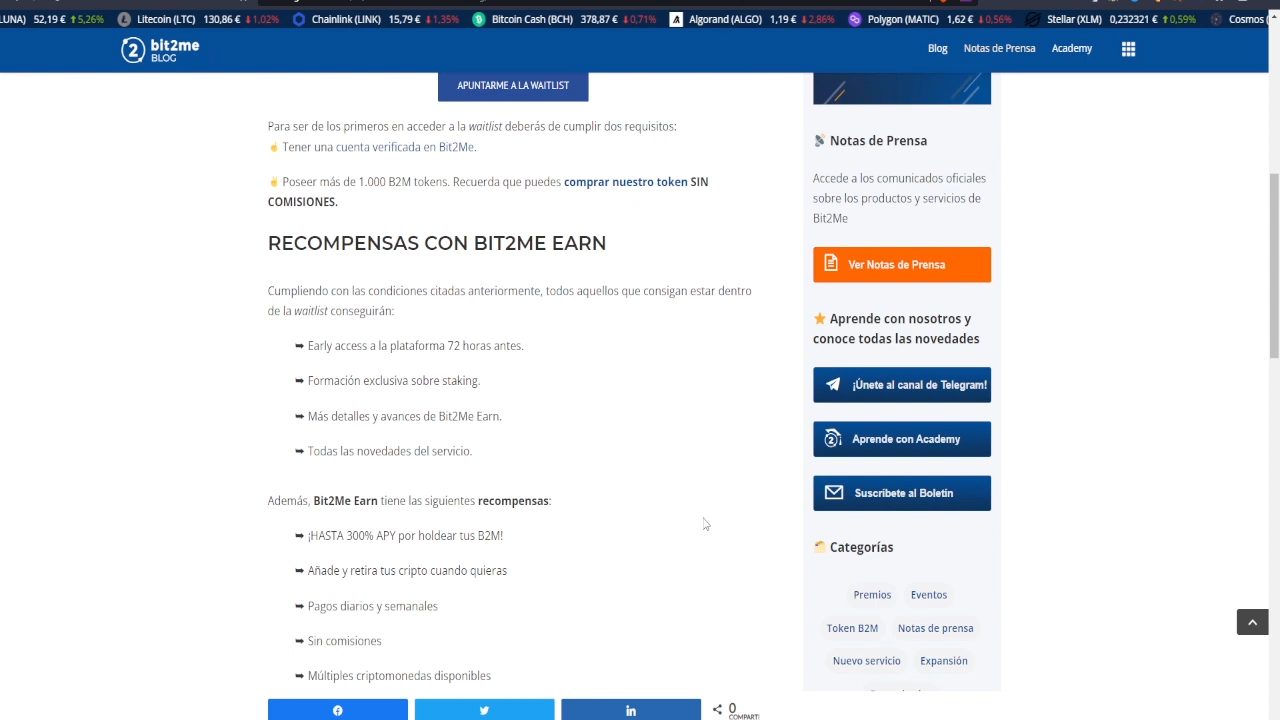 LUNA) 52,19 € ↑5,26%
Litecoin (LTC) 130,86 € ↓1,02%
Chainlink (LINK) 15,79 € ↓1,35%
Bitcoin Cash (BCH) 378,87 € ↓0,71%
Algorand (ALGO) 1,19 € ↓2,86%
Polygon (MATIC) 1,62 € ↓0,56%
Stellar (XLM) 0,232321 € ↑0,59%
Cosmos
bit2me
BLOG
Blog
Notas de Prensa
Academy
APUNTARME A LA WAITLIST
Para ser de los primeros en acceder a la waitlist deberás de cumplir dos requisitos:
☝ Tener una cuenta verificada en Bit2Me.
✌ Poseer más de 1.000 B2M tokens. Recuerda que puedes comprar nuestro token SIN
COMISIONES.
RECOMPENSAS CON BIT2ME EARN
Cumpliendo con las condiciones citadas anteriormente, todos aquellos que consigan estar dentro
de la waitlist conseguirán:
➥ Early access a la plataforma 72 horas antes.
➥ Formación exclusiva sobre staking.
➥ Más detalles y avances de Bit2Me Earn.
➥ Todas las novedades del servicio.
Además, Bit2Me Earn tiene las siguientes recompensas:
➥ ¡HASTA 300% APY por holdear tus B2M!
➥ Añade y retira tus cripto cuando quieras
➥ Pagos diarios y semanales
➥ Sin comisiones
➥ Múltiples criptomonedas disponibles
0
COMPARTI
Notas de Prensa
Accede a los comunicados oficiales
sobre los productos y servicios de
Bit2Me
Ver Notas de Prensa
Aprende con nosotros y
conoce todas las novedades
¡Únete al canal de Telegram!
Aprende con Academy
Suscríbete al Boletín
Categorías
Premios
Eventos
Token B2M
Notas de prensa
Nuevo servicio
Expansión